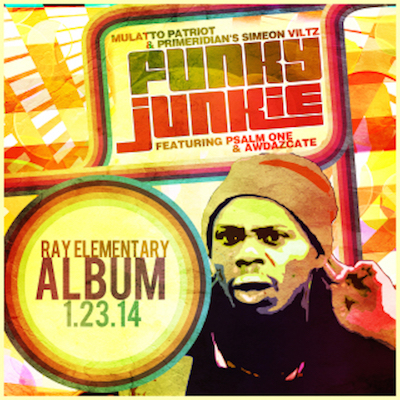 MULATTO PATRIOT
& PRIMERIDIAN'S SIMEON VILTZ
FUNKY
JUNKIE
FEATURING PSALM ONE
& AWDAZCATE
RAY ELEMENTARY
ALBUM
1.23.14